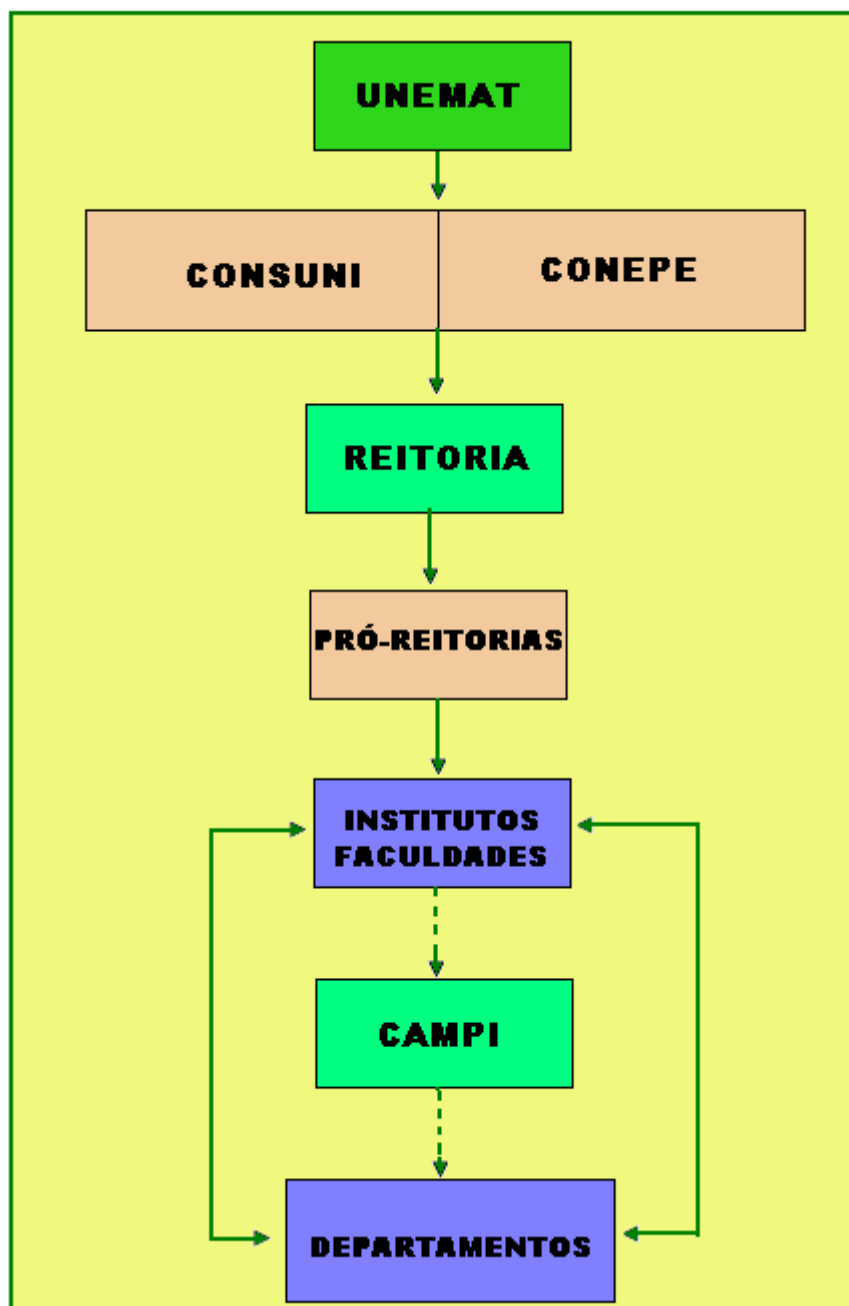 UNEMAT
CONSUNI
CONEPE
REITORIA
PRÓ-REITORIAS
INSTITUTOS
FACULDADES
CAMPI
DEPARTAMENTOS